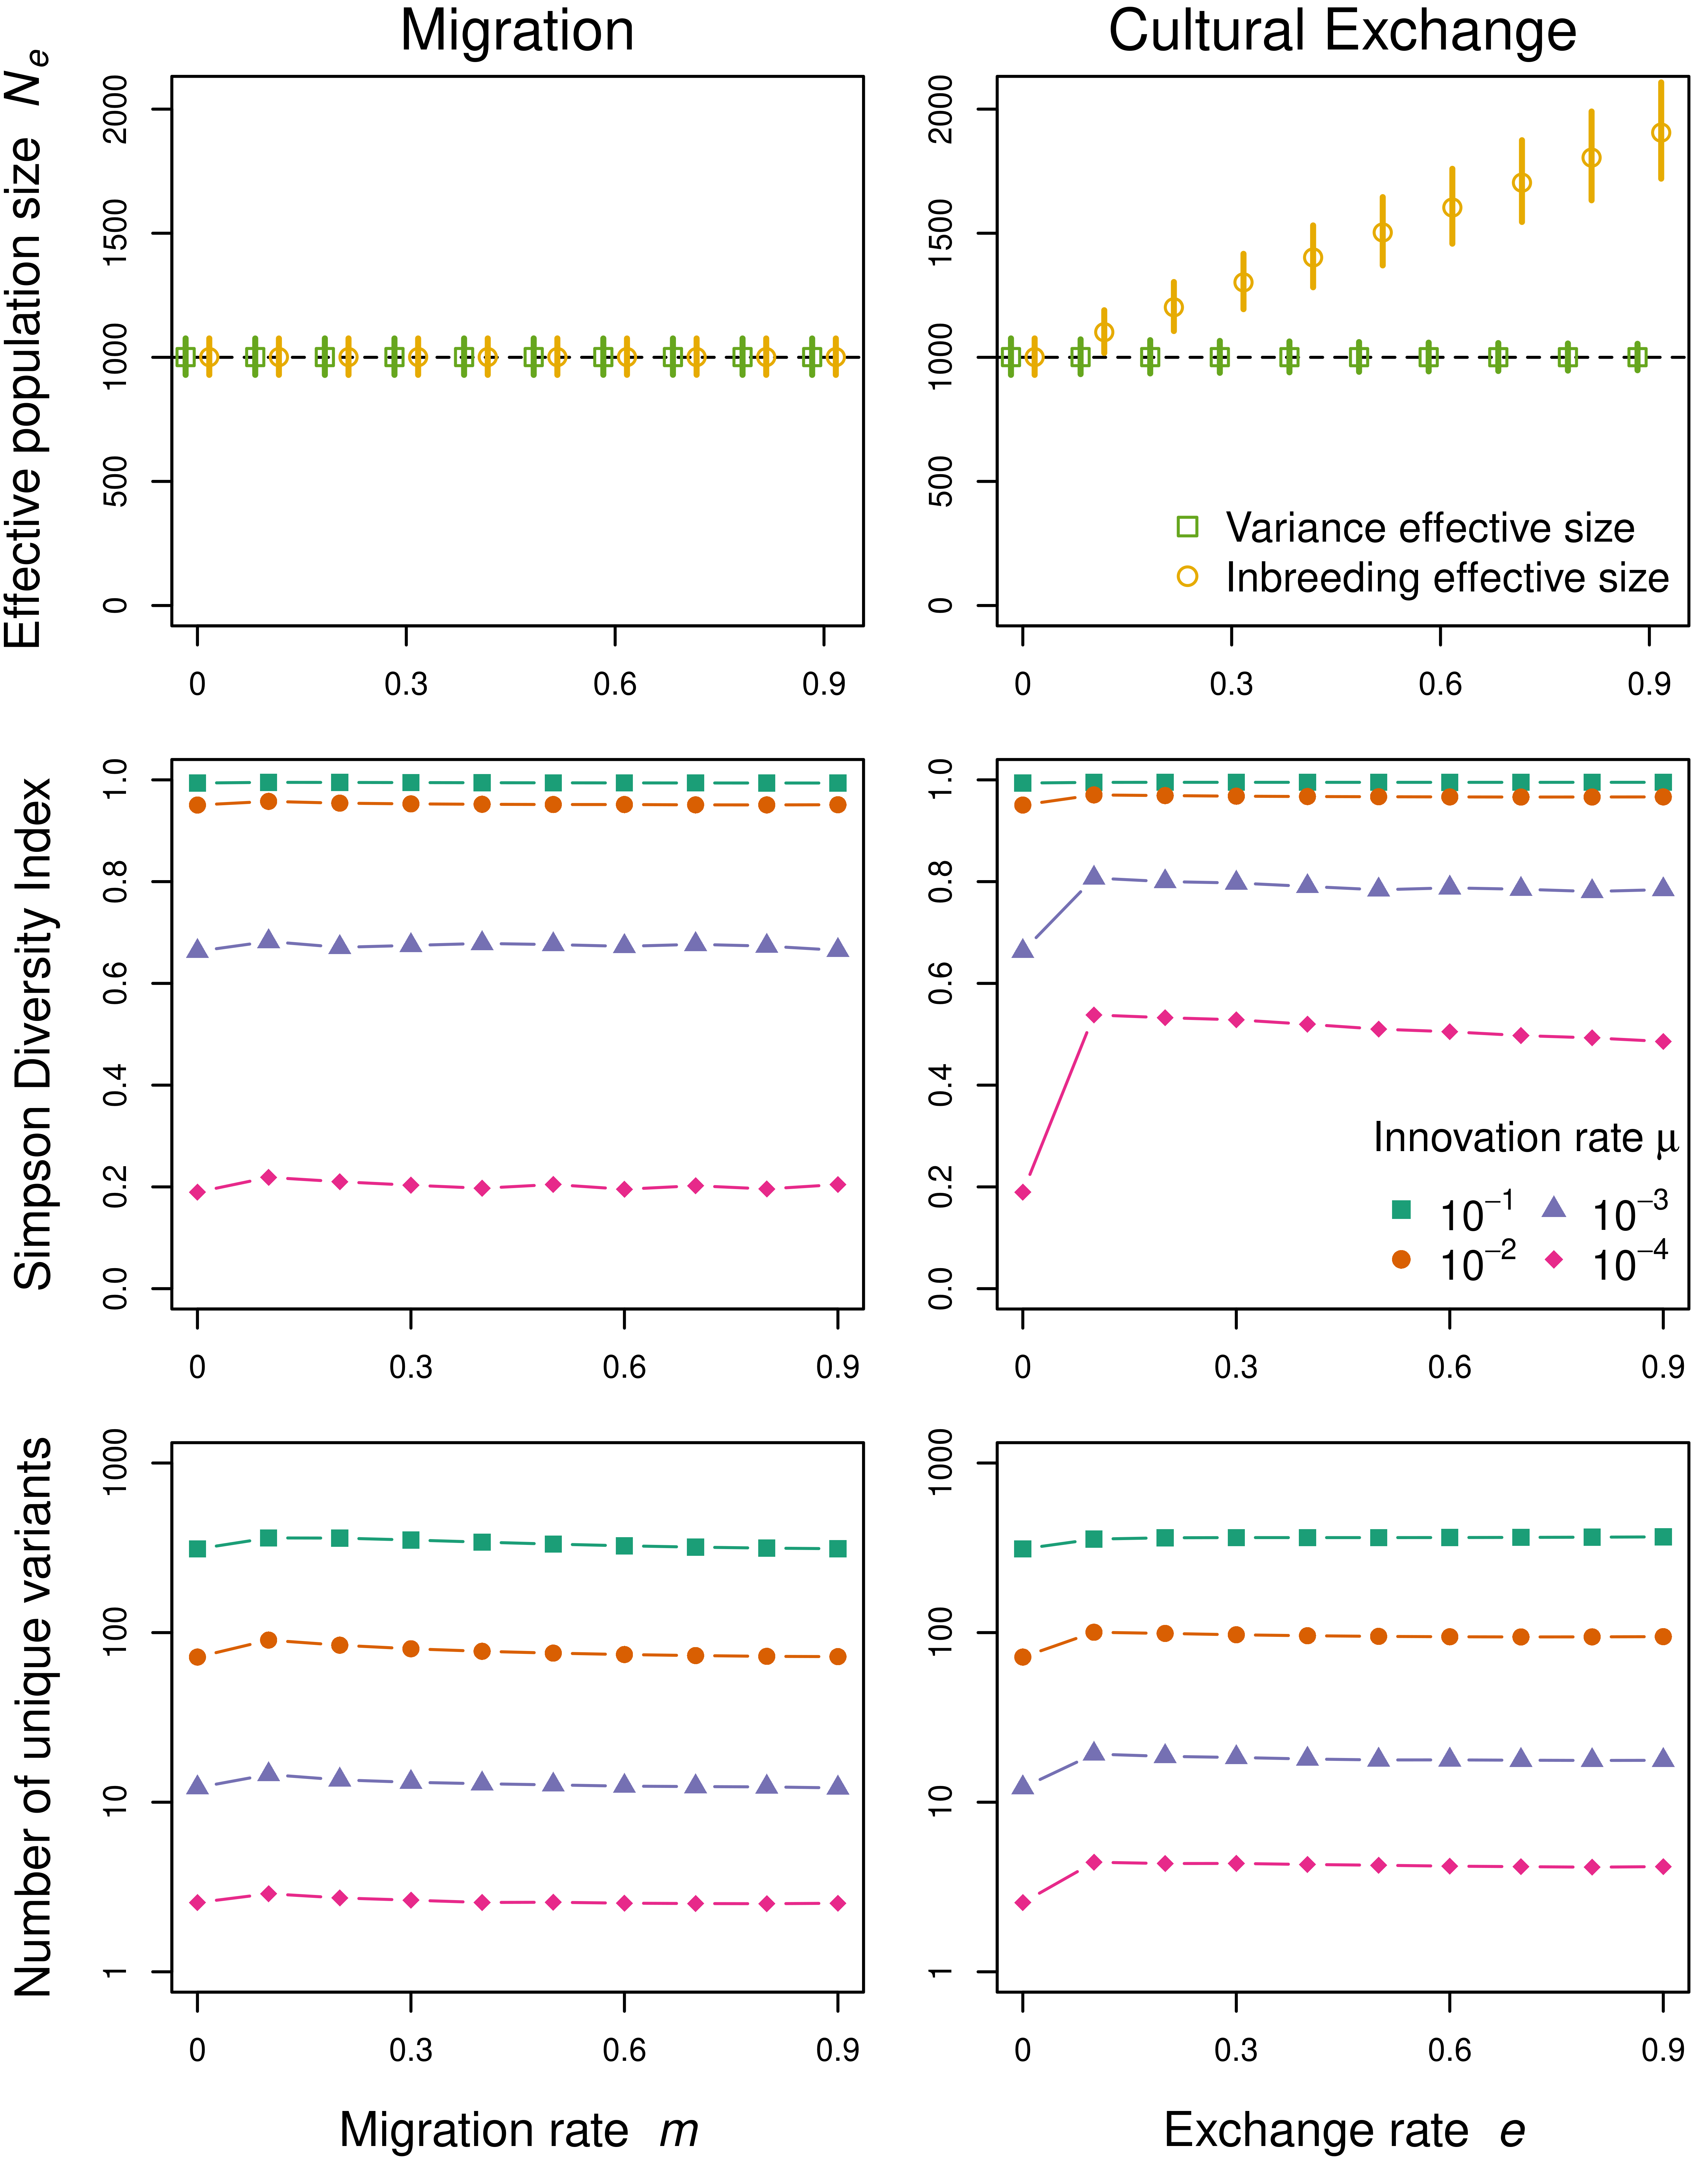 Migration
Cultural Exchange
Effective population size Nₑ
0 500 1000 1500 2000
0 0.3 0.6 0.9
0 500 1000 1500 2000
Variance effective size
Inbreeding effective size
0 0.3 0.6 0.9
Simpson Diversity Index
0.0 0.2 0.4 0.6 0.8 1.0
0 0.3 0.6 0.9
0.0 0.2 0.4 0.6 0.8 1.0
Innovation rate μ
10⁻¹ 10⁻³
10⁻² 10⁻⁴
0 0.3 0.6 0.9
Number of unique variants
1 10 100 1000
0 0.3 0.6 0.9
1 10 100 1000
0 0.3 0.6 0.9
Migration rate m
Exchange rate e